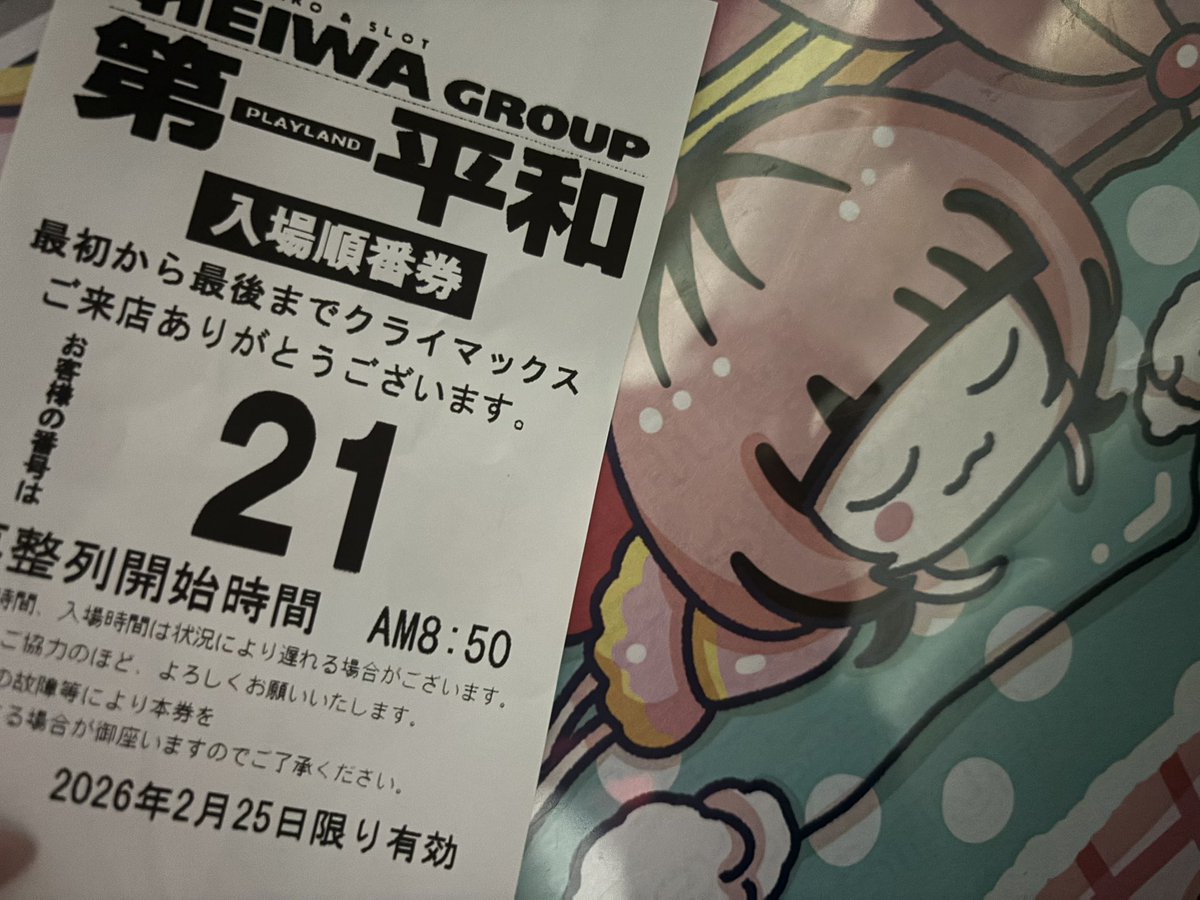 & SLOT
HEIWA GROUP
第一平和
PLAYLAND
入場順番券
最初から最後までクライマックス
ご来店ありがとうございます。
お客様の番号は
21
整列開始時間 AM8:50
時間、入場時間は状況により遅れる場合がございます。
ご協力のほど、よろしくお願いいたします。
の故障等により本券を
る場合が御座いますのでご了承ください。
2026年2月25日限り有効